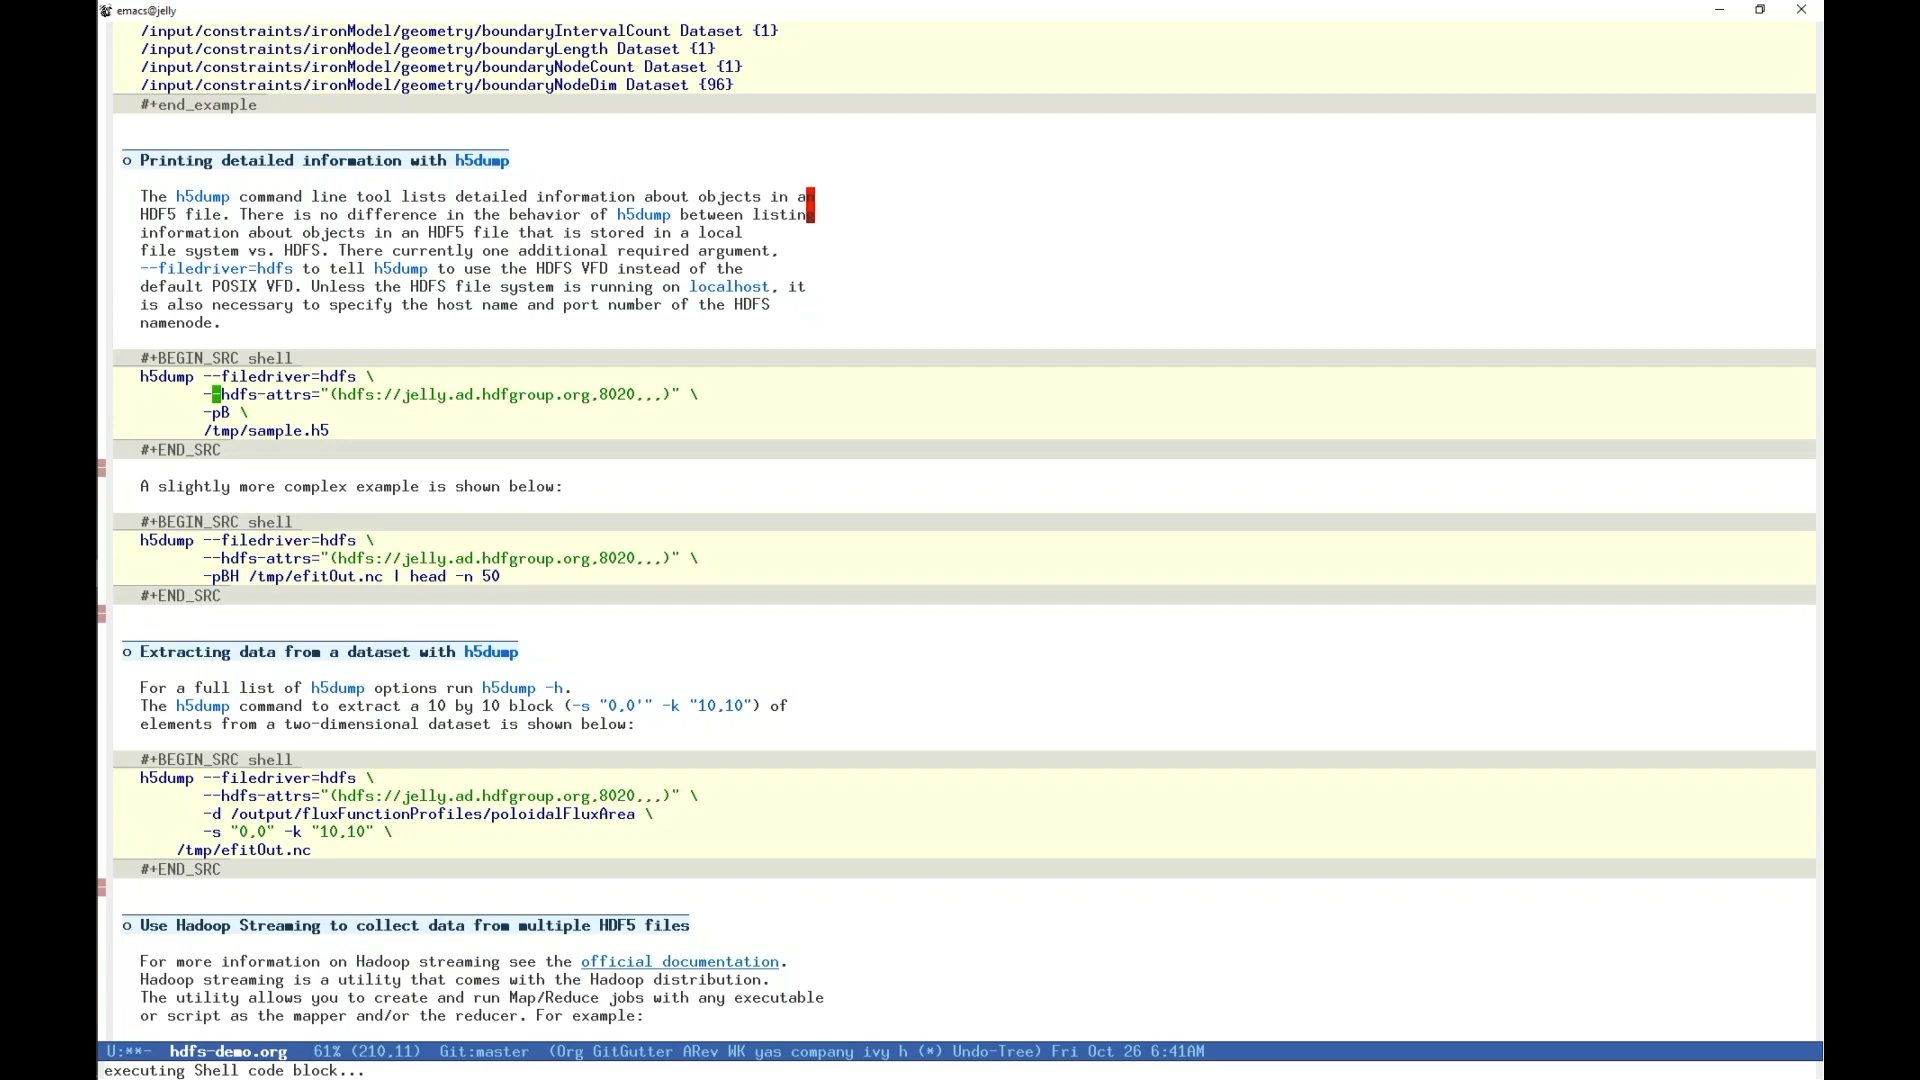 emacs@jelly
/input/constraints/ironModel/geometry/boundaryIntervalCount Dataset {1}
/input/constraints/ironModel/geometry/boundaryLength Dataset {1}
/input/constraints/ironModel/geometry/boundaryNodeCount Dataset {1}
/input/constraints/ironModel/geometry/boundaryNodeDim Dataset {96}
#+end_example
o Printing detailed information with h5dump
The h5dump command line tool lists detailed information about objects in an
HDF5 file. There is no difference in the behavior of h5dump between listing
information about objects in an HDF5 file that is stored in a local
file system vs. HDFS. There currently one additional required argument,
--filedriver=hdfs to tell h5dump to use the HDFS VFD instead of the
default POSIX VFD. Unless the HDFS file system is running on localhost, it
is also necessary to specify the host name and port number of the HDFS
namenode.
#+BEGIN_SRC shell
h5dump --filedriver=hdfs \
--hdfs-attrs="(hdfs://jelly.ad.hdfgroup.org,8020,,,)" \
-pB \
/tmp/sample.h5
#+END_SRC
A slightly more complex example is shown below:
#+BEGIN_SRC shell
h5dump --filedriver=hdfs \
--hdfs-attrs="(hdfs://jelly.ad.hdfgroup.org,8020,,,)" \
-pBH /tmp/efitOut.nc | head -n 50
#+END_SRC
o Extracting data from a dataset with h5dump
For a full list of h5dump options run h5dump -h.
The h5dump command to extract a 10 by 10 block (-s "0,0'" -k "10,10") of
elements from a two-dimensional dataset is shown below:
#+BEGIN_SRC shell
h5dump --filedriver=hdfs \
--hdfs-attrs="(hdfs://jelly.ad.hdfgroup.org,8020,,,)" \
-d /output/fluxFunctionProfiles/poloidalFluxArea \
-s "0,0" -k "10,10" \
/tmp/efitOut.nc
#+END_SRC
o Use Hadoop Streaming to collect data from multiple HDF5 files
For more information on Hadoop streaming see the official documentation.
Hadoop streaming is a utility that comes with the Hadoop distribution.
The utility allows you to create and run Map/Reduce jobs with any executable
or script as the mapper and/or the reducer. For example:
U:**- hdfs-demo.org 61% (210,11) Git:master (Org GitGutter ARev WK yas company ivy h (*) Undo-Tree) Fri Oct 26 6:41AM
executing Shell code block...